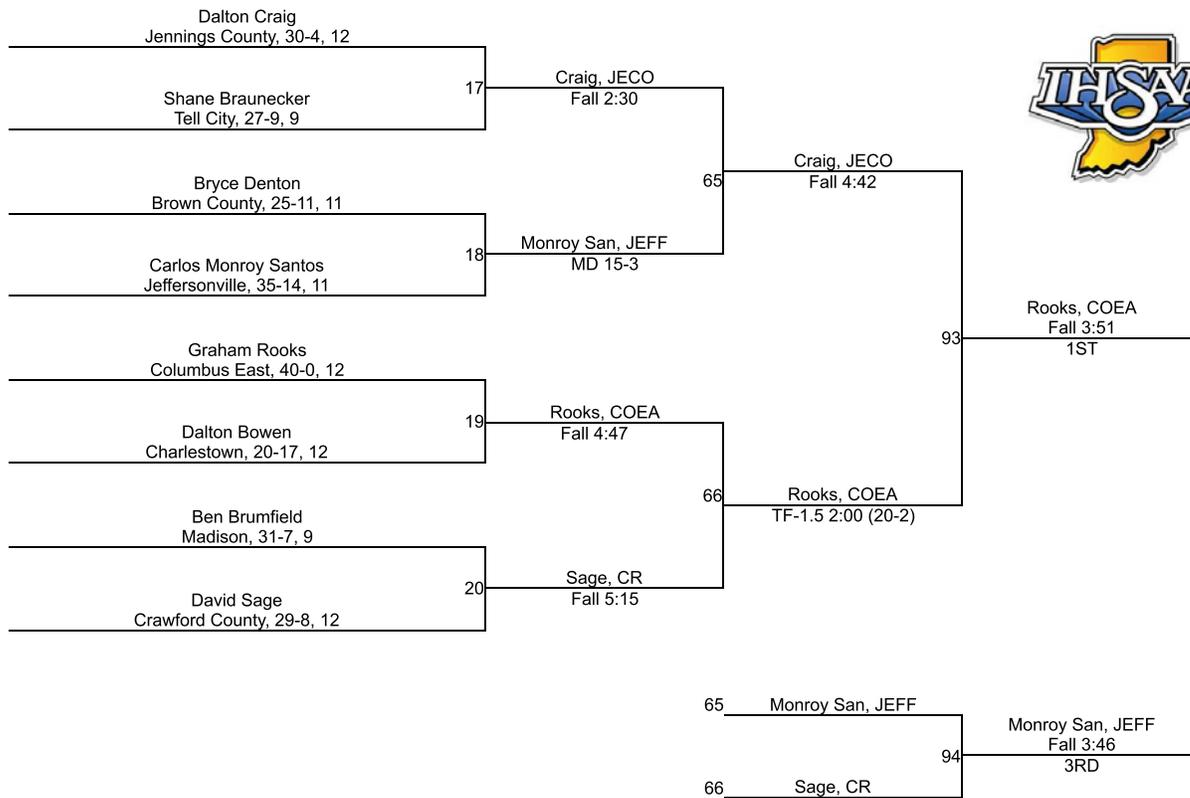 Dalton Craig
Jennings County, 30-4, 12
17
Craig, JECO
Fall 2:30
Shane Braunecker
Tell City, 27-9, 9
65
Craig, JECO
Fall 4:42
Bryce Denton
Brown County, 25-11, 11
18
Monroy San, JEFF
MD 15-3
Carlos Monroy Santos
Jeffersonville, 35-14, 11
93
Rooks, COEA
Fall 3:51
1ST
Graham Rooks
Columbus East, 40-0, 12
19
Rooks, COEA
Fall 4:47
Dalton Bowen
Charlestown, 20-17, 12
66
Rooks, COEA
TF-1.5 2:00 (20-2)
Ben Brumfield
Madison, 31-7, 9
20
Sage, CR
Fall 5:15
David Sage
Crawford County, 29-8, 12
65
Monroy San, JEFF
94
Monroy San, JEFF
Fall 3:46
3RD
66
Sage, CR
IHSAA